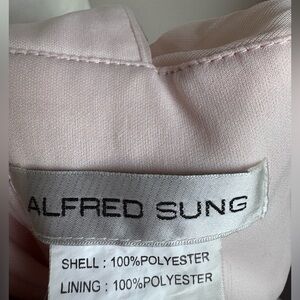 ALFRED SUNG
SHELL : 100%POLYESTER
LINING : 100%POLYESTER